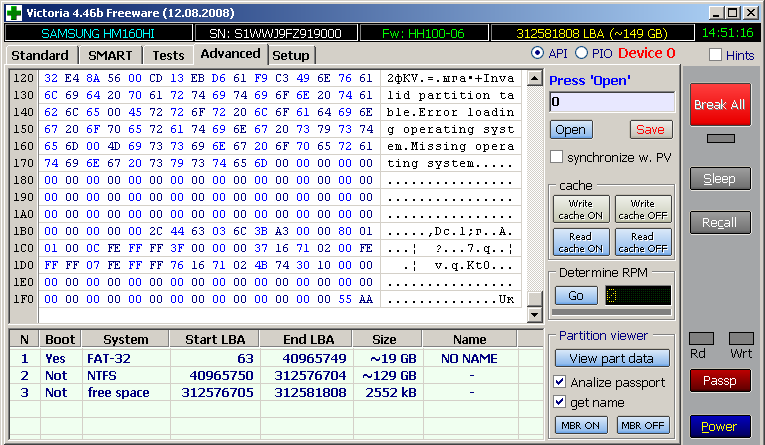 Victoria 4.46b Freeware (12.08.2008)
SAMSUNG HM160HI SN: S1WWJ9FZ919000 Fw: HH100-06 312581808 LBA (~149 GB) 14:51:16
Standard SMART Tests Advanced Setup API PIO Device 0 Hints
120 32 E4 8A 56 00 CD 13 EB D6 61 F9 C3 49 6E 76 61 2фКV.=.ыра•+Inva
130 6C 69 64 20 70 61 72 74 69 74 69 6F 6E 20 74 61 lid partition ta
140 62 6C 65 00 45 72 72 6F 72 20 6C 6F 61 64 69 6E ble.Error loadin
150 67 20 6F 70 65 72 61 74 69 6E 67 20 73 79 73 74 g operating syst
160 65 6D 00 4D 69 73 73 69 6E 67 20 6F 70 65 72 61 em.Missing opera
170 74 69 6E 67 20 73 79 73 74 65 6D 00 00 00 00 00 ting system.....
180 00 00 00 00 00 00 00 00 00 00 00 00 00 00 00 00 ................
190 00 00 00 00 00 00 00 00 00 00 00 00 00 00 00 00 ................
1A0 00 00 00 00 00 00 00 00 00 00 00 00 00 00 00 00 ................
1B0 00 00 00 00 00 2C 44 63 03 6C 3B A3 00 00 80 01 .....,Dc.l;г..А.
1C0 01 00 0C FE FF FF 3F 00 00 00 37 16 71 02 00 FE ...¦  ?...7.q..¦
1D0 FF FF 07 FE FF FF 76 16 71 02 4B 74 30 10 00 00 .¦  v.q.Kt0...
1E0 00 00 00 00 00 00 00 00 00 00 00 00 00 00 00 00 ................
1F0 00 00 00 00 00 00 00 00 00 00 00 00 00 00 55 AA ..............Uк
Press 'Open'
0
Open Save
synchronize w. PV
cache
Write cache ON
Write cache OFF
Read cache ON
Read cache OFF
Determine RPM
Go 0
Partition viewer
View part data
Analize passport
get name
MBR ON MBR OFF
Break All
Sleep
Recall
Rd Wrt
Passp
Power
N Boot System Start LBA End LBA Size Name
1 Yes FAT-32 63 40965749 ~19 GB NO NAME
2 Not NTFS 40965750 312576704 ~129 GB -
3 Not free space 312576705 312581808 2552 kB -